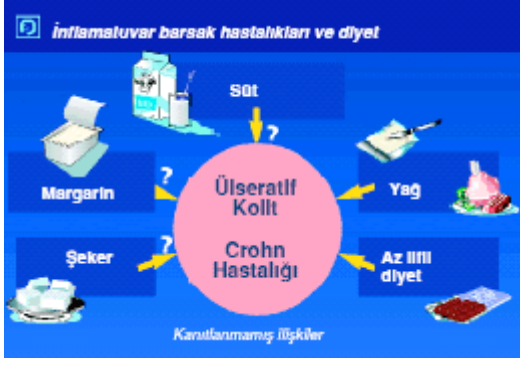 İnflamatuvar barsak hastalıkları ve diyet
Süt
?
Margarin
?
Ülseratif
Kolit
Yağ
Şeker
?
Crohn
Hastalığı
Az lifli
diyet
Kanıtlanmamış ilişkiler